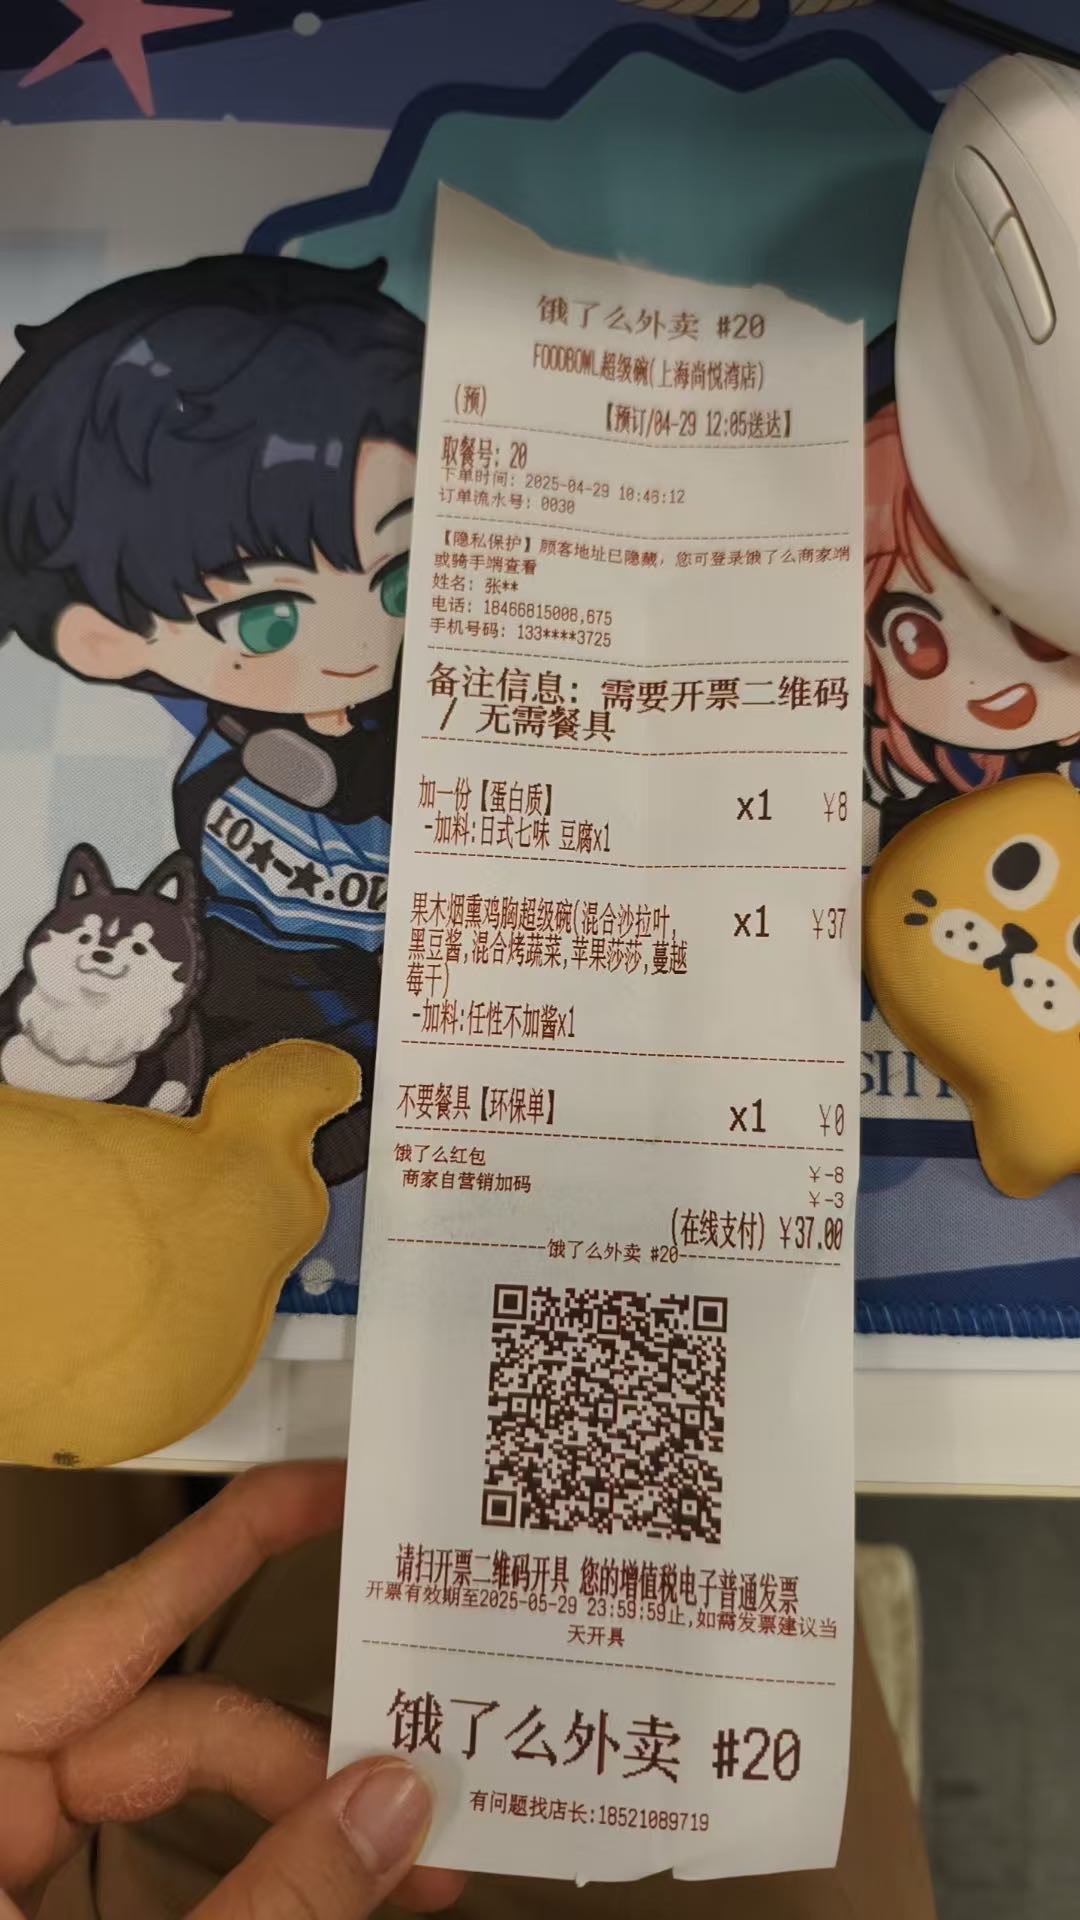 饿了么外卖 #20
FOODBOWL超级碗(上海尚悦湾店)
(预) 【预订/04-29 12:05送达】
取餐号: 20
下单时间: 2025-04-29 10:46:12
订单流水号: 0030
【隐私保护】顾客地址已隐藏, 您可登录饿了么商家端
或骑手端查看
姓名: 张**
电话: 18466815008,675
手机号码: 133****3725
备注信息: 需要开票二维码
/ 无需餐具
加一份【蛋白质】 x1 ¥8
-加料:日式七味 豆腐x1
果木烟熏鸡胸超级碗(混合沙拉叶, x1 ¥37
黑豆酱,混合烤蔬菜,苹果莎莎,蔓越
莓干)
-加料:任性不加酱x1
不要餐具【环保单】 x1 ¥0
饿了么红包 ¥-8
商家自营销加码 ¥-3
(在线支付) ¥37.00
饿了么外卖 #20
请扫开票二维码开具 您的增值税电子普通发票
开票有效期至2025-05-29 23:59:59止,如需发票建议当
天开具
饿了么外卖 #20
有问题找店长:18521089719